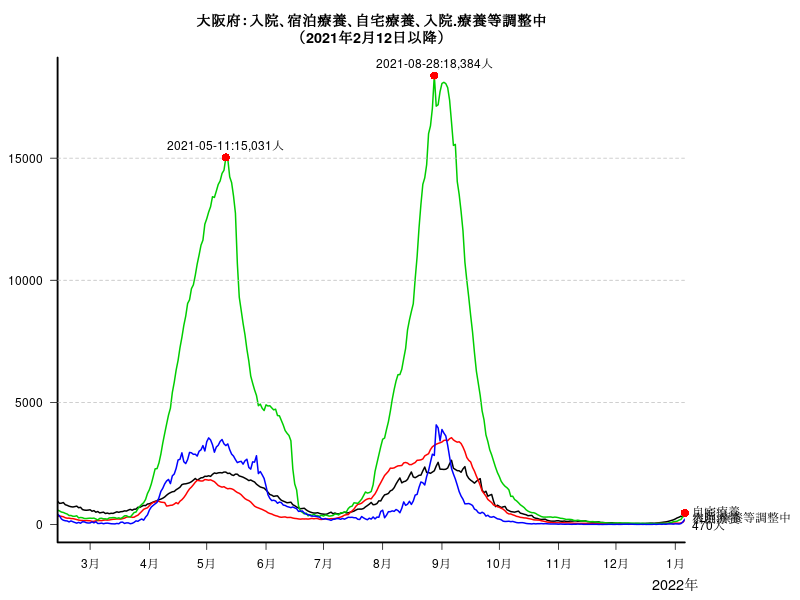 大阪府：入院、宿泊療養、自宅療養、入院.療養等調整中
（2021年2月12日以降）
2021-08-28:18,384人
2021-05-11:15,031人
15000
10000
5000
0
自宅療養
療養等調整中
470人
3月 4月 5月 6月 7月 8月 9月 10月 11月 12月 1月
2022年